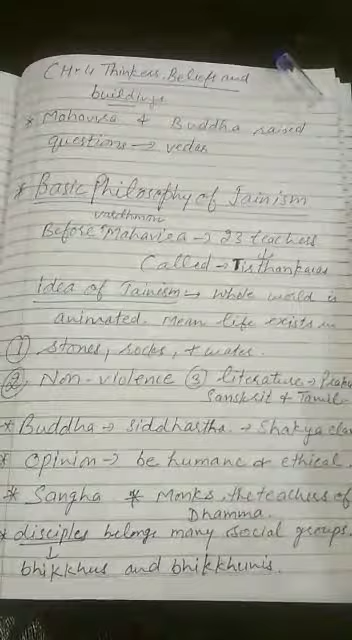 CH-4 Thinkers, Beliefs and
buildings
* Mahavira & Buddha raised
questions → vedas
* Basic Philosophy of Jainism
vardhman
Before Mahavira → 23 teachers
Called → Tirthankaras
idea of Jainism → Whole world is
animated. Mean life exists in
① stones, rocks, + water.
② Non-violence ③ literature →
Sanskrit & Tamil
* Buddha → siddhartha → Shakya clan
* Opinion → be humane or ethical.
* Sangha * Monks, the teachers of
Dhamma.
* disciples belongs many social groups.
↓
bhikkhus and bhikkhunis.